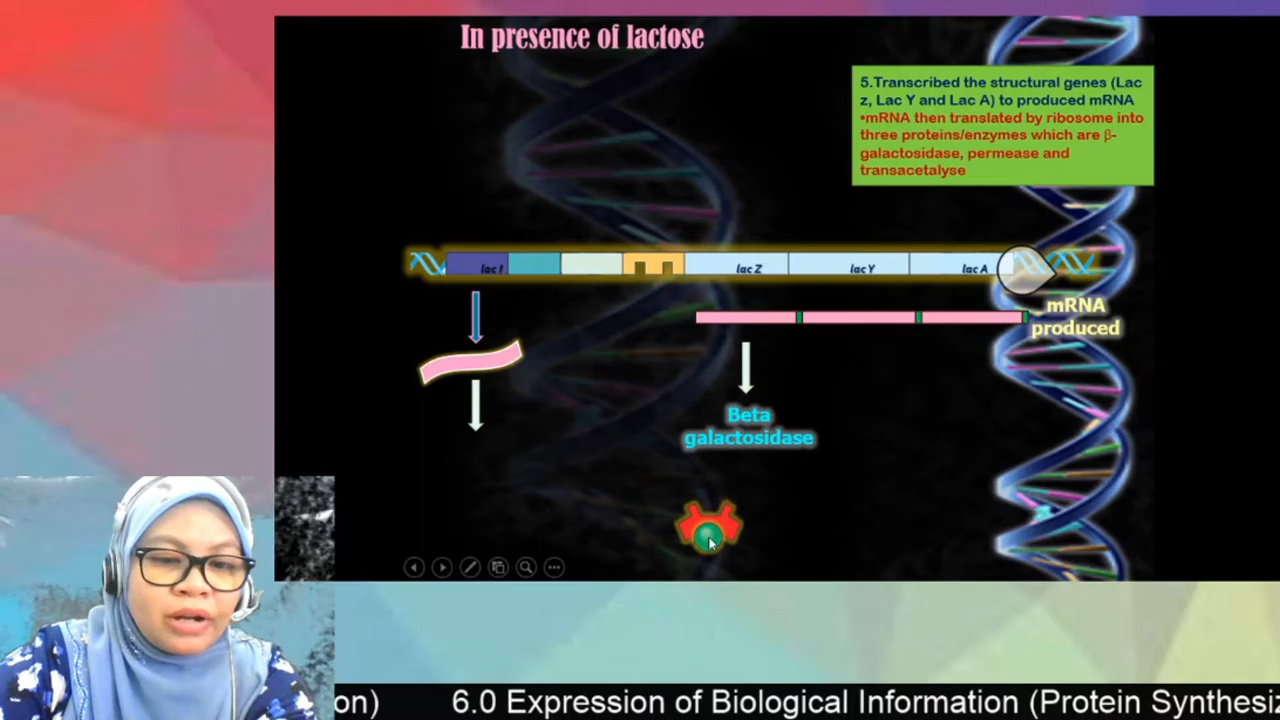 In presence of lactose
5.Transcribed the structural genes (Lac
z, Lac Y and Lac A) to produced mRNA
•mRNA then translated by ribosome into
three proteins/enzymes which are β-
galactosidase, permease and
transacetalyse
lac I
lac Z
lac Y
lac A
mRNA
produced
Beta
galactosidase
on) 6.0 Expression of Biological Information (Protein Synthesiz